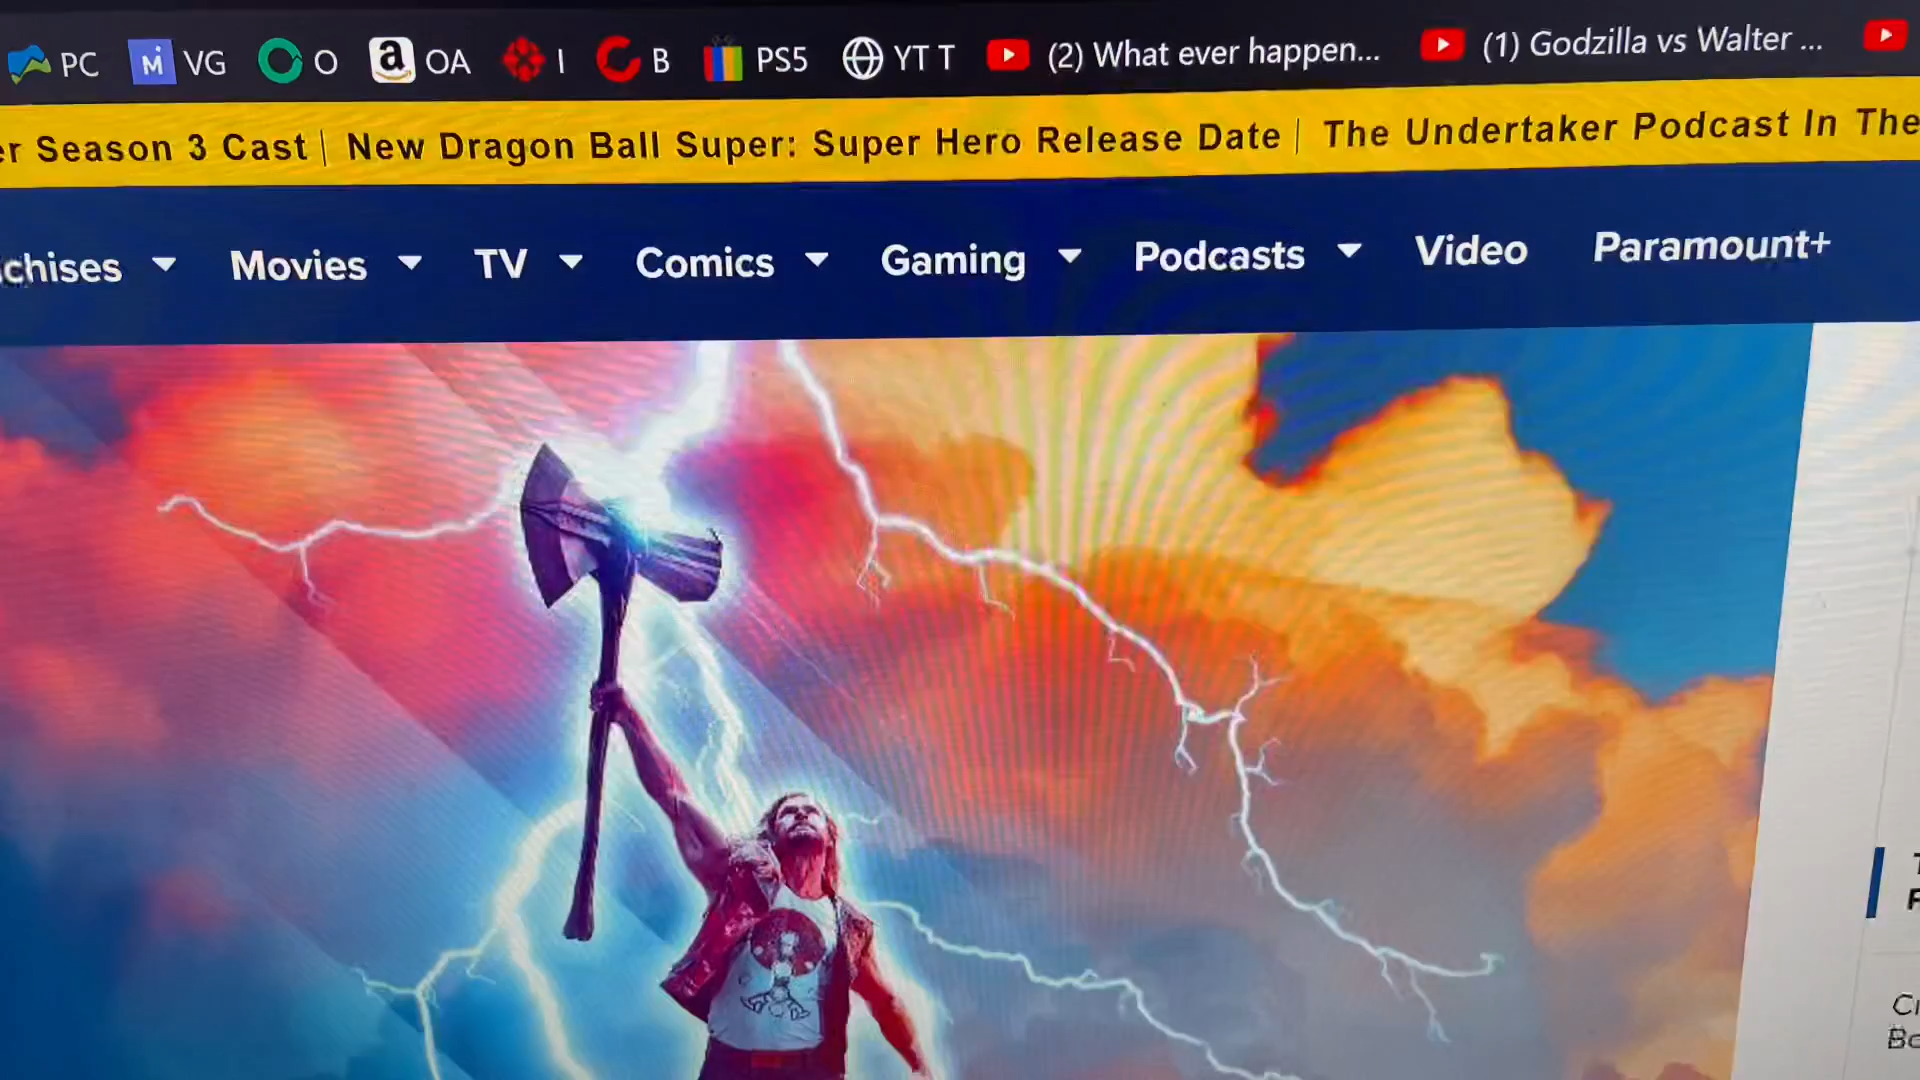 PC VG O a OA I B PS5 YT T (2) What ever happen... (1) Godzilla vs Walter ...
er Season 3 Cast | New Dragon Ball Super: Super Hero Release Date | The Undertaker Podcast In The
chises Movies TV Comics Gaming Podcasts Video Paramount+